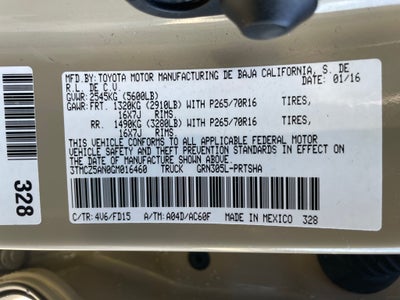 MFD.BY:TOYOTA MOTOR MANUFACTURING DE BAJA CALIFORNIA, S. DE
R.L. DE C.V. 01/16
GVWR:2545KG(5600LB)
GAWR:FRT. 1320KG(2910LB)WITH P265/70R16 TIRES,
16X7J RIMS
RR. 1490KG(3280LB)WITH P265/70R16 TIRES,
16X7J RIMS
THIS VEHICLE CONFORMS TO ALL APPLICABLE FEDERAL MOTOR
VEHICLE SAFETY AND THEFT PREVENTION STANDARDS IN EFFECT ON
THE DATE OF MANUFACTURE SHOWN ABOVE.
3TMCZ5AN0GM016460 TRUCK GRN305L-PRTSHA
C/TR:4V6/FD15 A/TM:A04D/AC60F MADE IN MEXICO 328
328